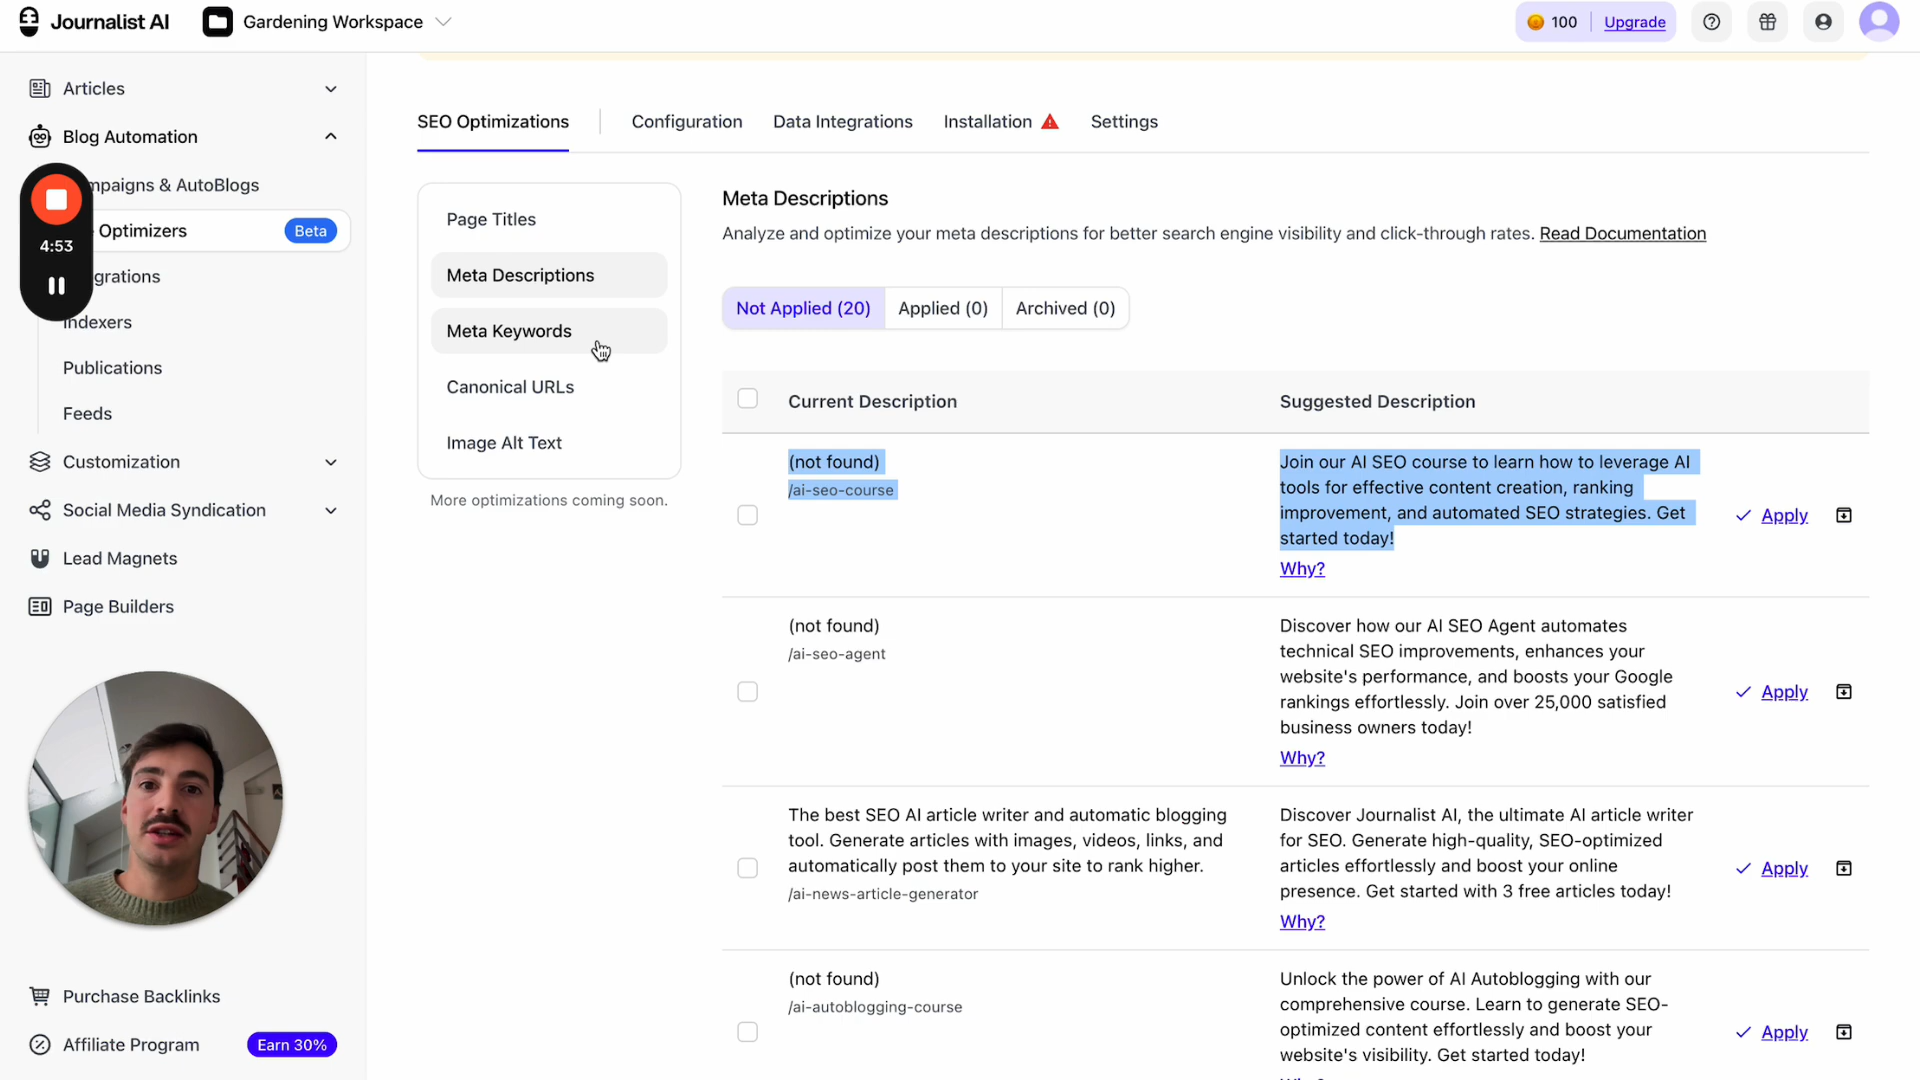 Journalist AI
Gardening Workspace
100
Upgrade
Articles
Blog Automation
mpaigns & AutoBlogs
Optimizers
Beta
grations
Indexers
Publications
Feeds
Customization
Social Media Syndication
Lead Magnets
Page Builders
4:53
Purchase Backlinks
Affiliate Program
Earn 30%
SEO Optimizations
Configuration
Data Integrations
Installation
Settings
Page Titles
Meta Descriptions
Meta Keywords
Canonical URLs
Image Alt Text
More optimizations coming soon.
Meta Descriptions
Analyze and optimize your meta descriptions for better search engine visibility and click-through rates. Read Documentation
Not Applied (20)
Applied (0)
Archived (0)
Current Description
Suggested Description
(not found)
/ai-seo-course
Join our AI SEO course to learn how to leverage AI
tools for effective content creation, ranking
improvement, and automated SEO strategies. Get
started today!
Why?
Apply
(not found)
/ai-seo-agent
Discover how our AI SEO Agent automates
technical SEO improvements, enhances your
website's performance, and boosts your Google
rankings effortlessly. Join over 25,000 satisfied
business owners today!
Why?
Apply
The best SEO AI article writer and automatic blogging
tool. Generate articles with images, videos, links, and
automatically post them to your site to rank higher.
/ai-news-article-generator
Discover Journalist AI, the ultimate AI article writer
for SEO. Generate high-quality, SEO-optimized
articles effortlessly and boost your online
presence. Get started with 3 free articles today!
Why?
Apply
(not found)
/ai-autoblogging-course
Unlock the power of AI Autoblogging with our
comprehensive course. Learn to generate SEO-
optimized content effortlessly and boost your
website's visibility. Get started today!
Apply